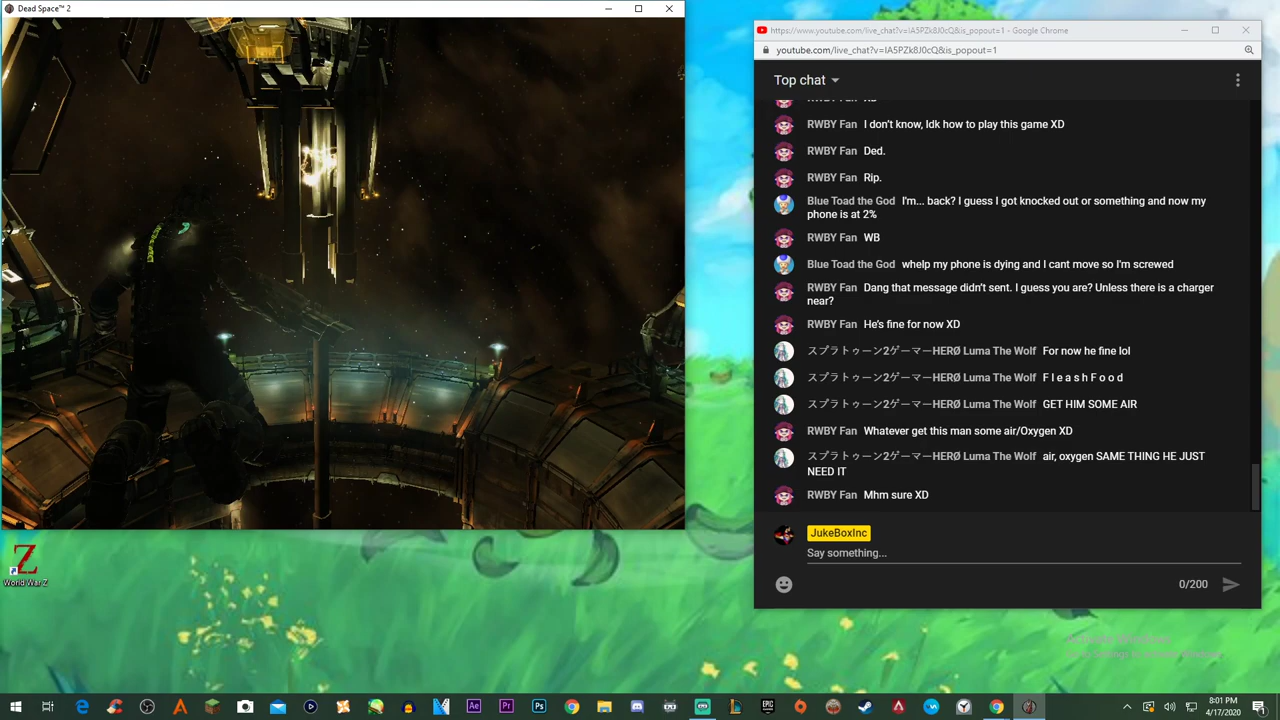 Dead Space™ 2
https://www.youtube.com/live_chat?v=IA5PZk8J0cQ&is_popout=1 - Google Chrome
youtube.com/live_chat?v=IA5PZk8J0cQ&is_popout=1
Top chat
RWBY Fan XD
RWBY Fan I don't know, Idk how to play this game XD
RWBY Fan Ded.
RWBY Fan Rip.
Blue Toad the God I'm... back? I guess I got knocked out or something and now my
phone is at 2%
RWBY Fan WB
Blue Toad the God whelp my phone is dying and I cant move so I'm screwed
RWBY Fan Dang that message didn't sent. I guess you are? Unless there is a charger
near?
RWBY Fan He's fine for now XD
スプラトゥーン2ゲーマーHERØ Luma The Wolf For now he fine lol
スプラトゥーン2ゲーマーHERØ Luma The Wolf F l e a s h F o o d
スプラトゥーン2ゲーマーHERØ Luma The Wolf GET HIM SOME AIR
RWBY Fan Whatever get this man some air/Oxygen XD
スプラトゥーン2ゲーマーHERØ Luma The Wolf air, oxygen SAME THING HE JUST
NEED IT
RWBY Fan Mhm sure XD
JukeBoxInc
Say something...
0/200
World War Z
Ae
Pr
Ps
EPIC
8:01 PM
4/17/2020